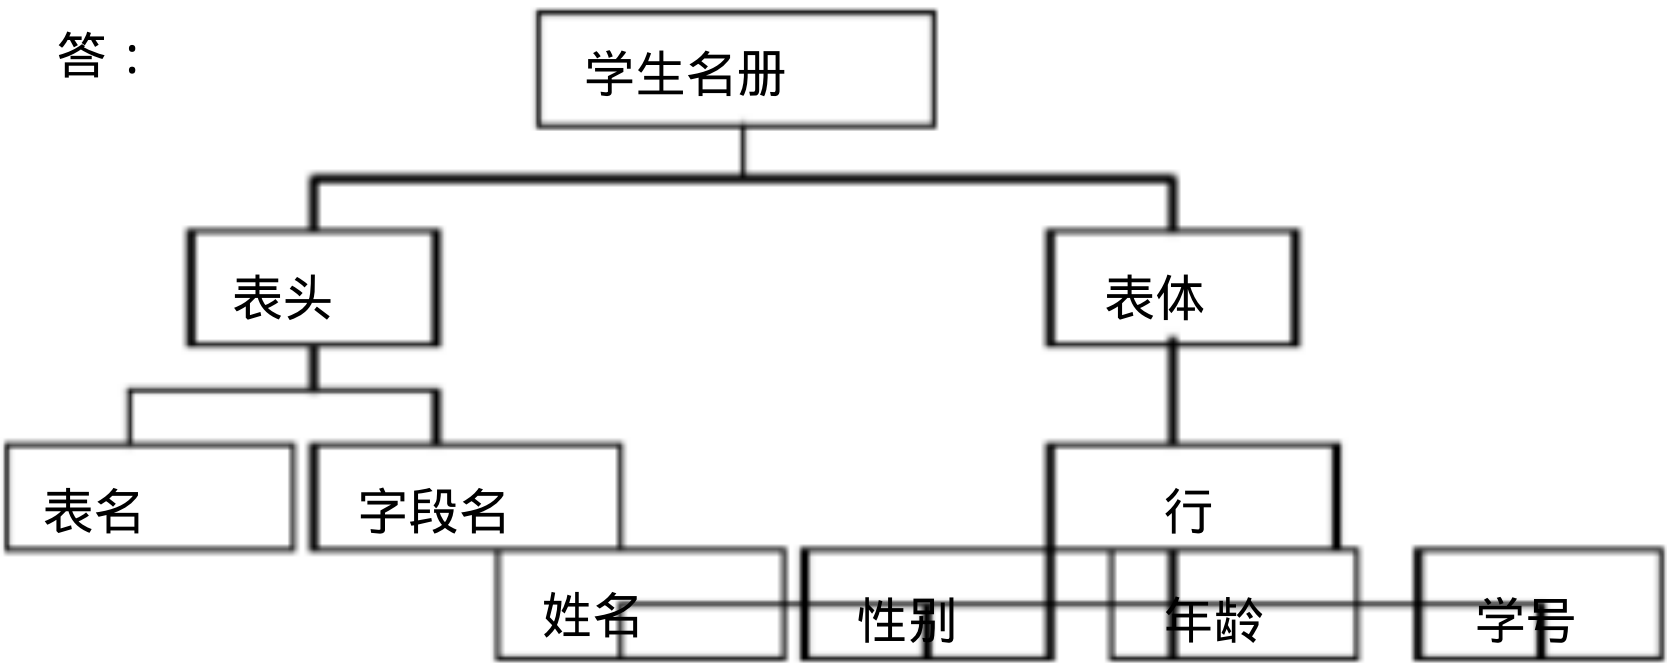 答：
学生名册
表头
表体
表名
字段名
行
姓名
性别
年龄
学号